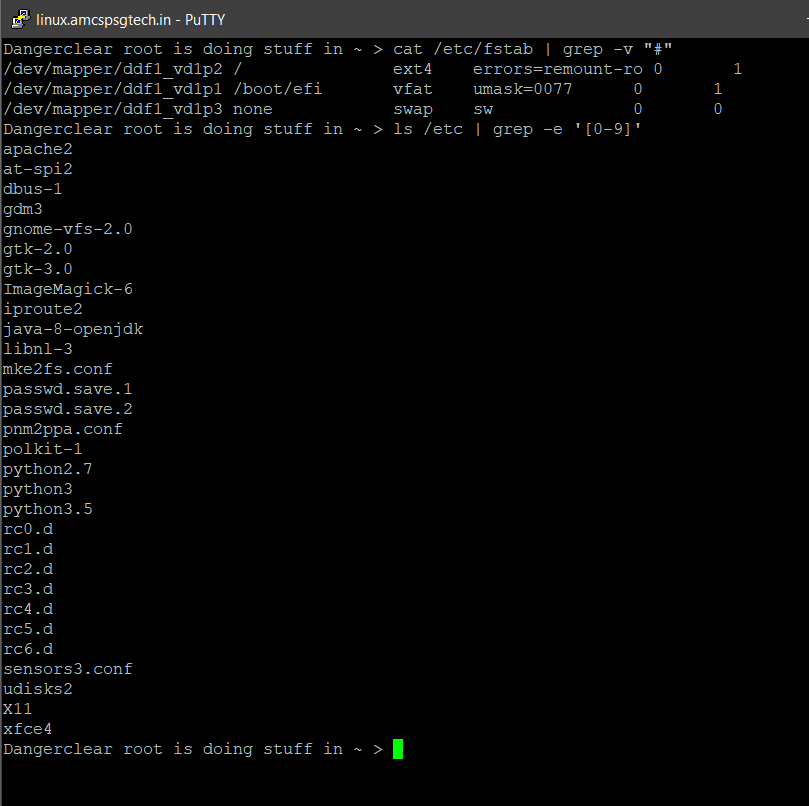 linux.amcspsgtech.in - PuTTY
Dangerclear root is doing stuff in ~ > cat /etc/fstab | grep -v "#"
/dev/mapper/ddf1_vd1p2 /               ext4    errors=remount-ro 0       1
/dev/mapper/ddf1_vd1p1 /boot/efi       vfat    umask=0077      0       1
/dev/mapper/ddf1_vd1p3 none            swap    sw              0       0
Dangerclear root is doing stuff in ~ > ls /etc | grep -e '[0-9]'
apache2
at-spi2
dbus-1
gdm3
gnome-vfs-2.0
gtk-2.0
gtk-3.0
ImageMagick-6
iproute2
java-8-openjdk
libnl-3
mke2fs.conf
passwd.save.1
passwd.save.2
pnm2ppa.conf
polkit-1
python2.7
python3
python3.5
rc0.d
rc1.d
rc2.d
rc3.d
rc4.d
rc5.d
rc6.d
sensors3.conf
udisks2
X11
xfce4
Dangerclear root is doing stuff in ~ >